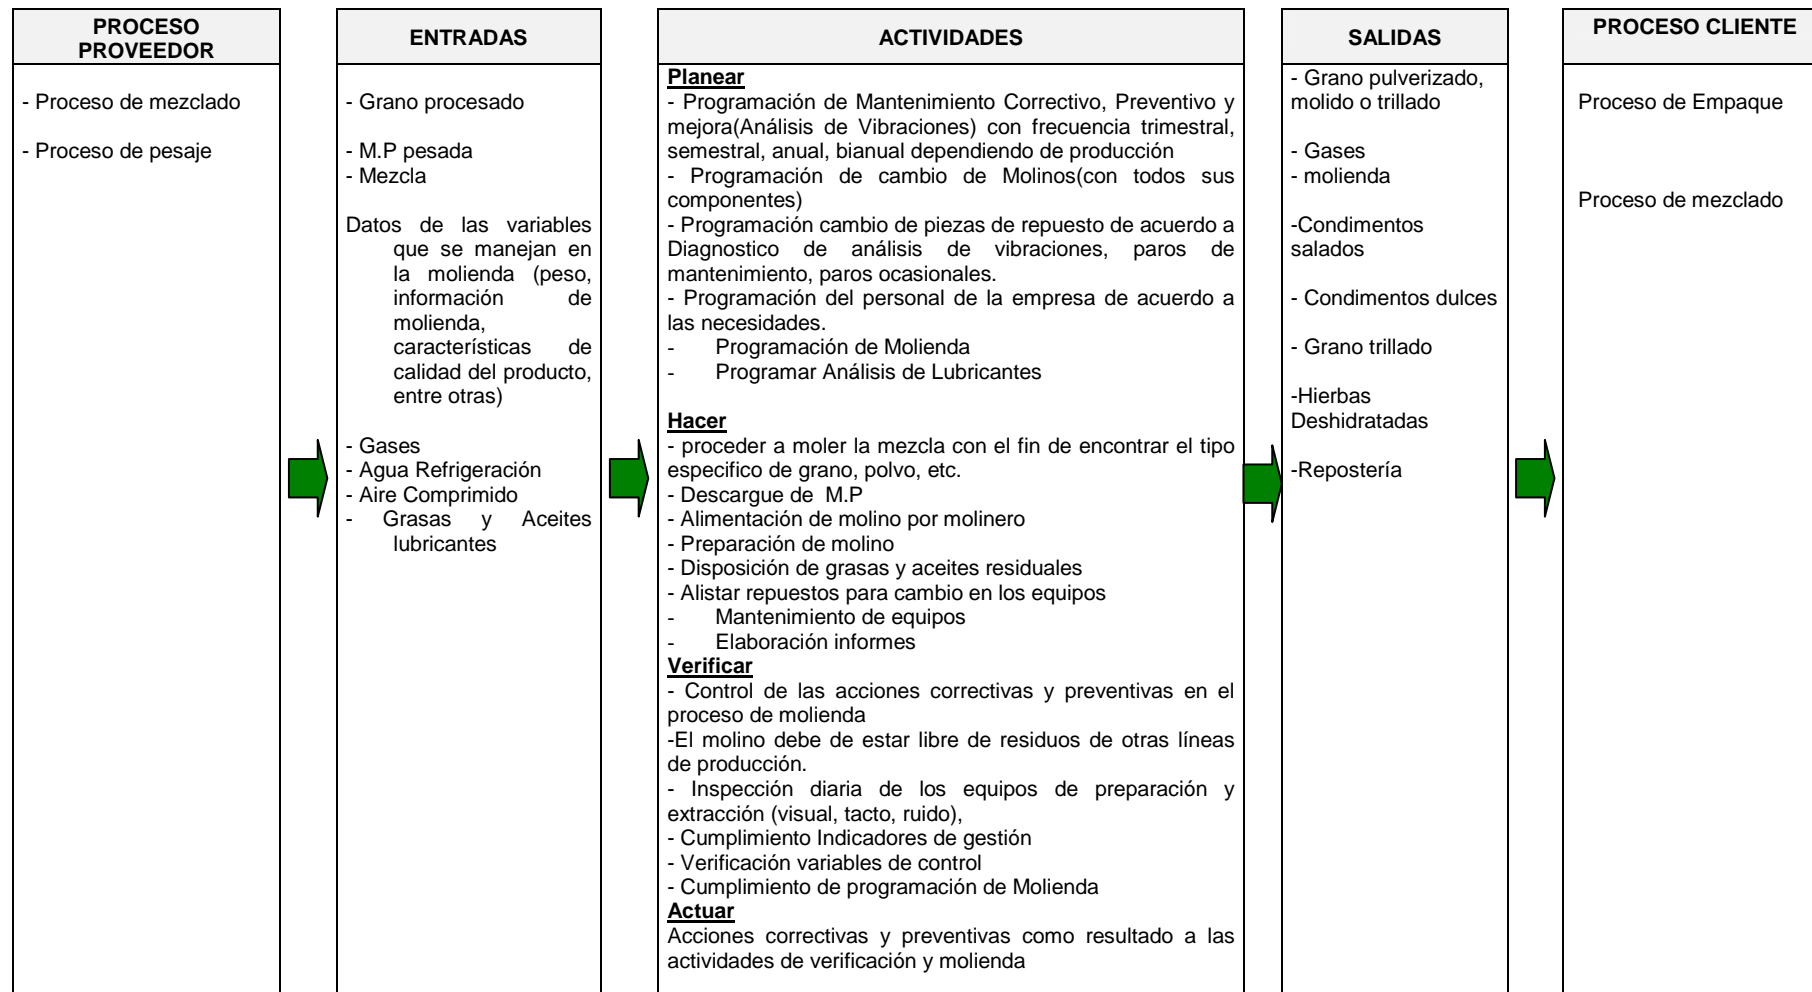 PROCESO
PROVEEDOR
- Proceso de mezclado
- Proceso de pesaje
ENTRADAS
- Grano procesado
- M.P pesada
- Mezcla
Datos de las variables
que se manejan en
la molienda (peso,
información de
molienda,
características de
calidad del producto,
entre otras)
- Gases
- Agua Refrigeración
- Aire Comprimido
- Grasas y Aceites
lubricantes
ACTIVIDADES
Planear
- Programación de Mantenimiento Correctivo, Preventivo y
mejora(Análisis de Vibraciones) con frecuencia trimestral,
semestral, anual, bianual dependiendo de producción
- Programación de cambio de Molinos(con todos sus
componentes)
- Programación cambio de piezas de repuesto de acuerdo a
Diagnostico de análisis de vibraciones, paros de
mantenimiento, paros ocasionales.
- Programación del personal de la empresa de acuerdo a
las necesidades.
- Programación de Molienda
- Programar Análisis de Lubricantes
Hacer
- proceder a moler la mezcla con el fin de encontrar el tipo
especifico de grano, polvo, etc.
- Descargue de M.P
- Alimentación de molino por molinero
- Preparación de molino
- Disposición de grasas y aceites residuales
- Alistar repuestos para cambio en los equipos
- Mantenimiento de equipos
- Elaboración informes
Verificar
- Control de las acciones correctivas y preventivas en el
proceso de molienda
-El molino debe de estar libre de residuos de otras líneas
de producción.
- Inspección diaria de los equipos de preparación y
extracción (visual, tacto, ruido),
- Cumplimiento Indicadores de gestión
- Verificación variables de control
- Cumplimiento de programación de Molienda
Actuar
Acciones correctivas y preventivas como resultado a las
actividades de verificación y molienda
SALIDAS
- Grano pulverizado,
molido o trillado
- Gases
- molienda
-Condimentos
salados
- Condimentos dulces
- Grano trillado
-Hierbas
Deshidratadas
-Repostería
PROCESO CLIENTE
Proceso de Empaque
Proceso de mezclado